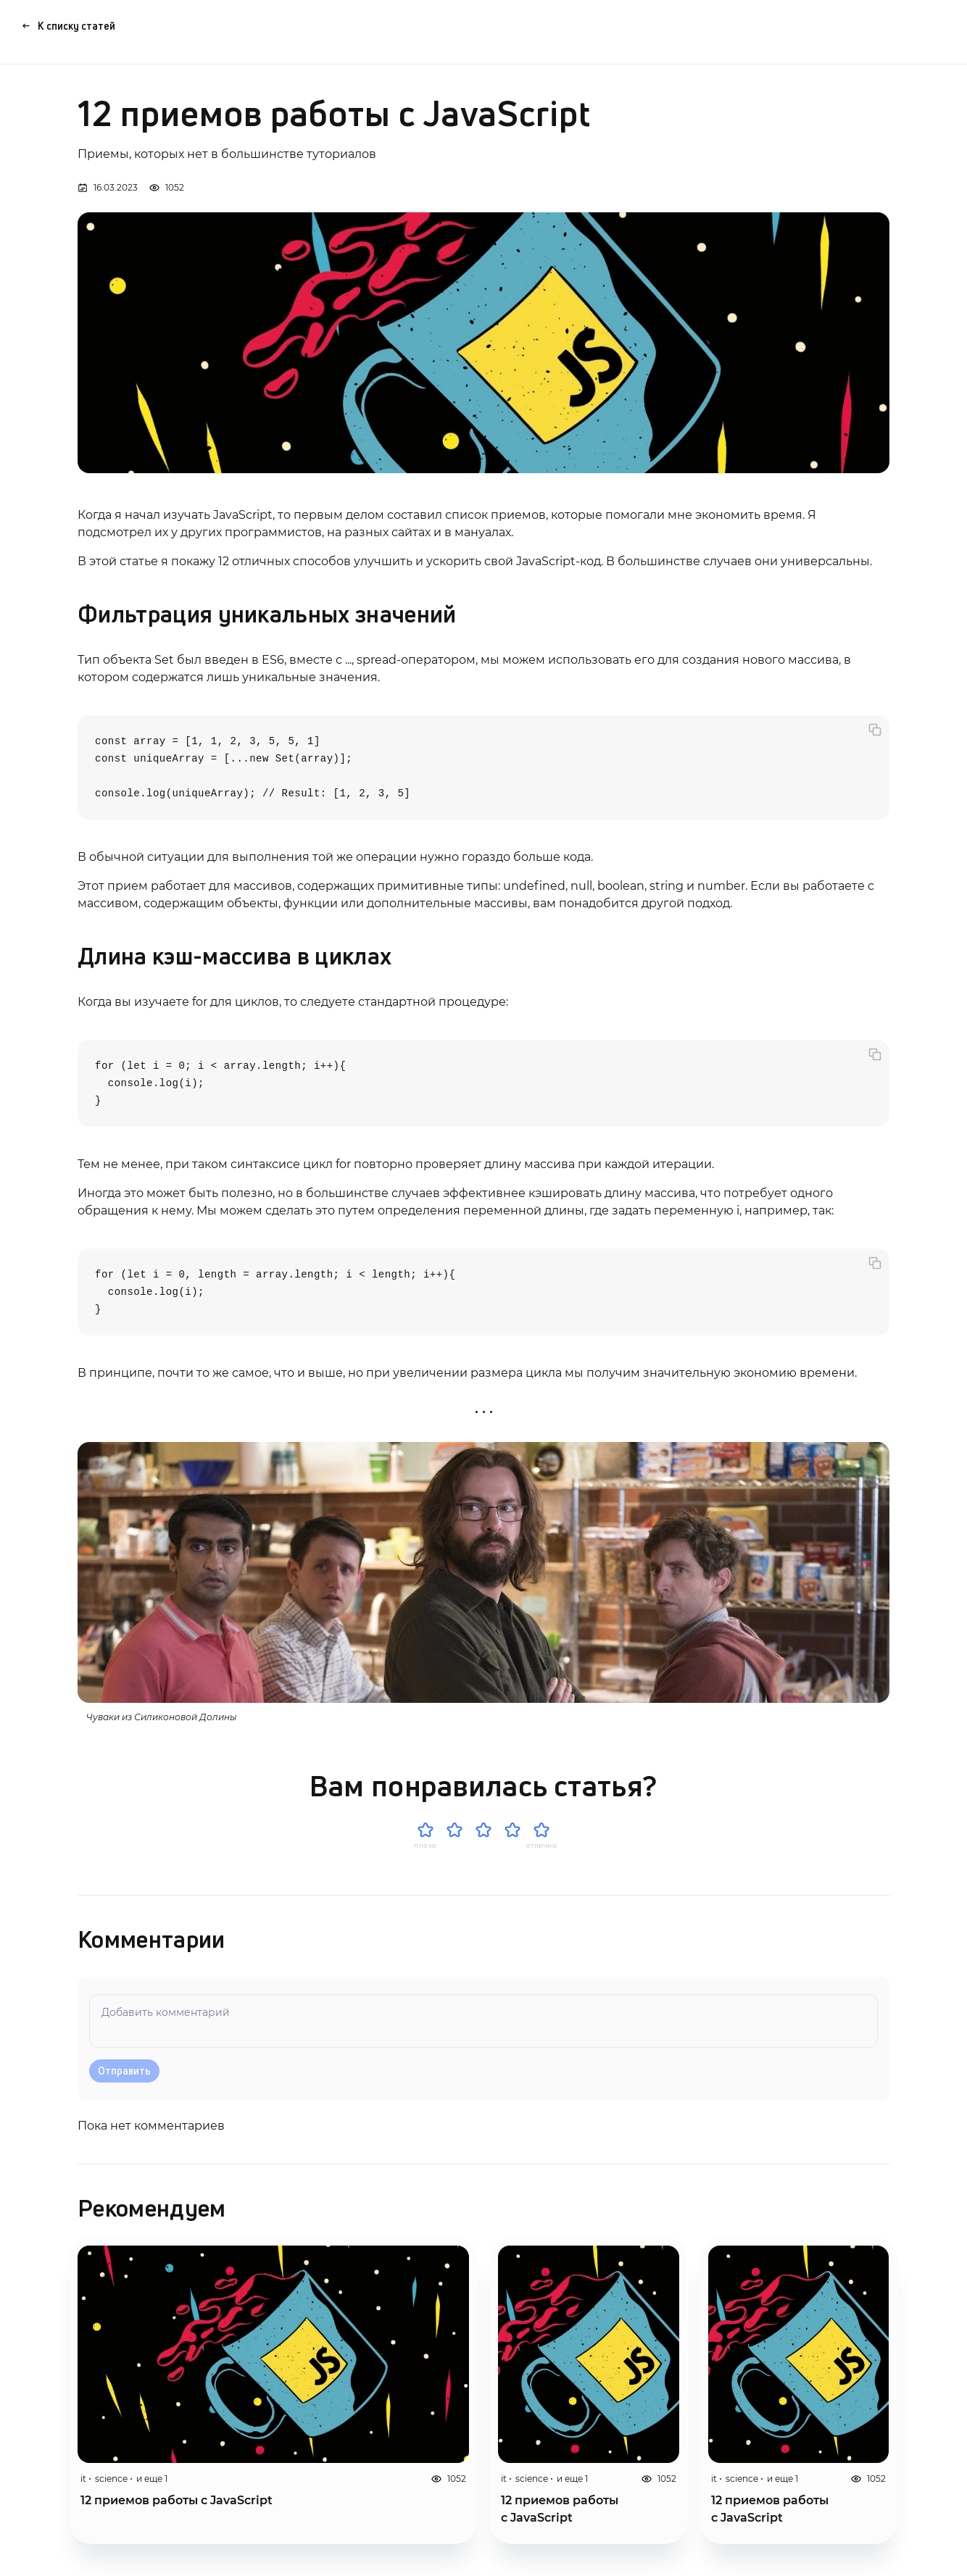 ← К списку статей
12 приемов работы с JavaScript
Приемы, которых нет в большинстве туториалов
16.03.2023 1052
JS
Когда я начал изучать JavaScript, то первым делом составил список приемов, которые помогали мне экономить время. Я
подсмотрел их у других программистов, на разных сайтах и в мануалах.
В этой статье я покажу 12 отличных способов улучшить и ускорить свой JavaScript-код. В большинстве случаев они универсальны.
Фильтрация уникальных значений
Тип объекта Set был введен в ES6, вместе с ..., spread-оператором, мы можем использовать его для создания нового массива, в
котором содержатся лишь уникальные значения.
const array = [1, 1, 2, 3, 5, 5, 1]
const uniqueArray = [...new Set(array)];
console.log(uniqueArray); // Result: [1, 2, 3, 5]
В обычной ситуации для выполнения той же операции нужно гораздо больше кода.
Этот прием работает для массивов, содержащих примитивные типы: undefined, null, boolean, string и number. Если вы работаете с
массивом, содержащим объекты, функции или дополнительные массивы, вам понадобится другой подход.
Длина кэш-массива в циклах
Когда вы изучаете for для циклов, то следуете стандартной процедуре:
for (let i = 0; i < array.length; i++){
  console.log(i);
}
Тем не менее, при таком синтаксисе цикл for повторно проверяет длину массива при каждой итерации.
Иногда это может быть полезно, но в большинстве случаев эффективнее кэшировать длину массива, что потребует одного
обращения к нему. Мы можем сделать это путем определения переменной длины, где задать переменную i, например, так:
for (let i = 0, length = array.length; i < length; i++){
  console.log(i);
}
В принципе, почти то же самое, что и выше, но при увеличении размера цикла мы получим значительную экономию времени.
. . .
Чуваки из Силиконовой Долины
Вам понравилась статья?
плохо отлично
Комментарии
Добавить комментарий
Отправить
Пока нет комментариев
Рекомендуем
JS
JS
JS
it • science • и еще 1 1052
12 приемов работы с JavaScript
it • science • и еще 1 1052
12 приемов работы
с JavaScript
it • science • и еще 1 1052
12 приемов работы
с JavaScript